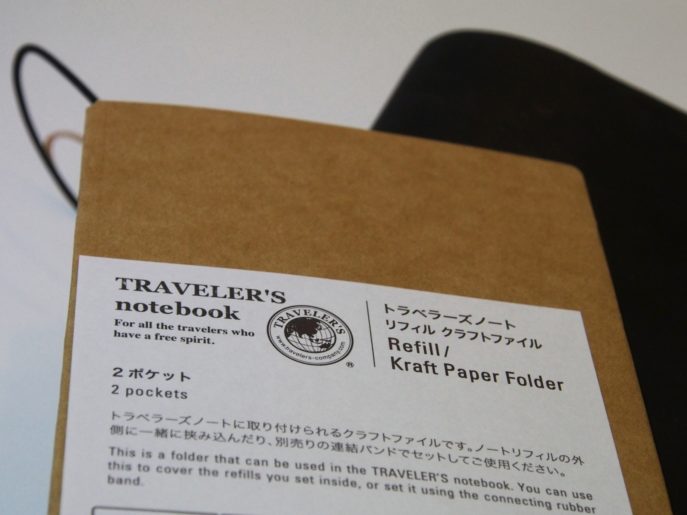 TRAVELER'S
notebook
For all the travelers who
have a free spirit.
TRAVELER'S
www.travelers-company.com
®
トラベラーズノート
リフィル クラフトファイル
Refill /
Kraft Paper Folder
2 ポケット
2 pockets
トラベラーズノートに取り付けられるクラフトファイルです。ノートリフィルの外
側に一緒に挟み込んだり、別売りの連結バンドでセットしてご使用ください。
This is a folder that can be used in the TRAVELER'S notebook. You can use
this to cover the refills you set inside, or set it using the connecting rubber
band.